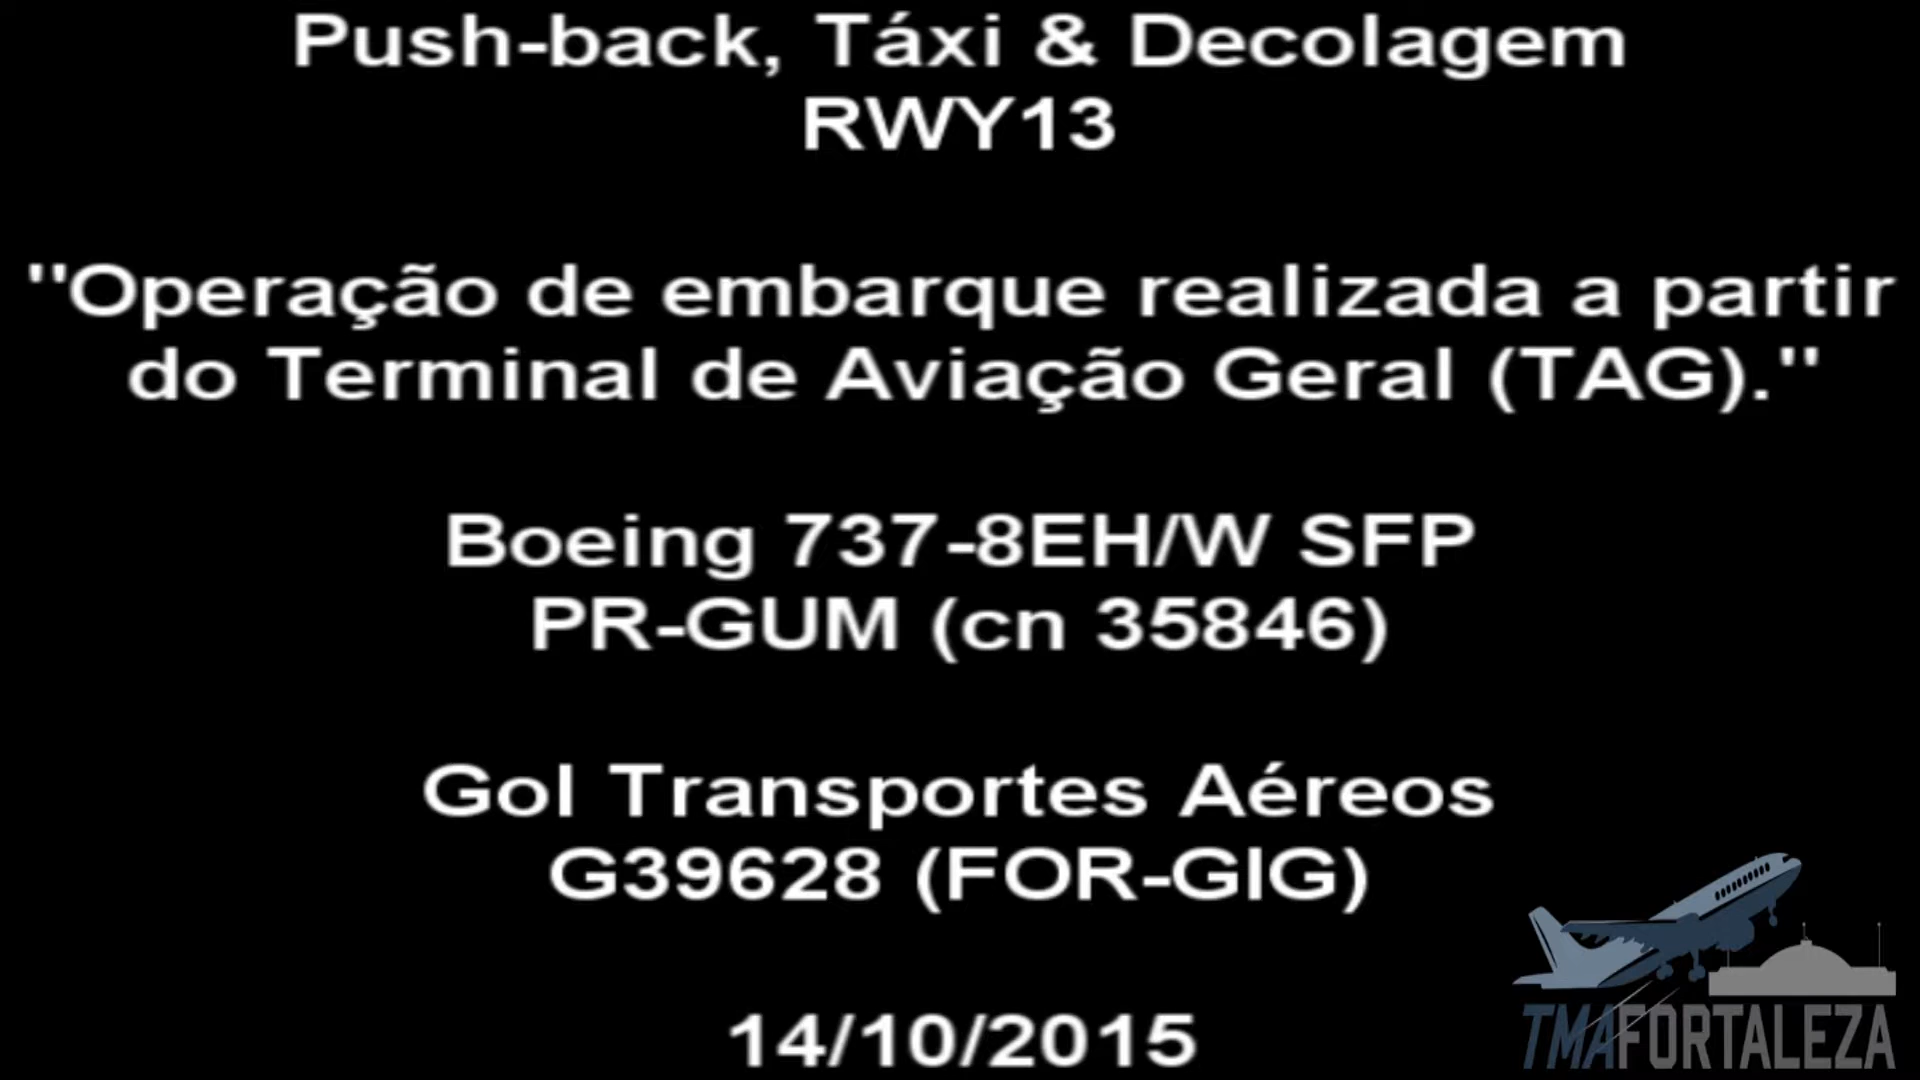 Push-back, Táxi & Decolagem
RWY13
"Operação de embarque realizada a partir
do Terminal de Aviação Geral (TAG)."
Boeing 737-8EH/W SFP
PR-GUM (cn 35846)
Gol Transportes Aéreos
G39628 (FOR-GIG)
14/10/2015
TMAFORTALEZA